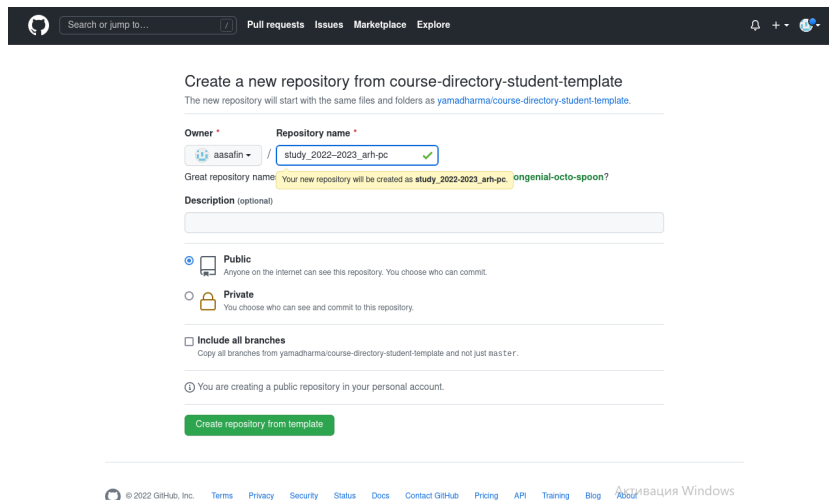 Search or jump to... /
Pull requests Issues Marketplace Explore
Create a new repository from course-directory-student-template
The new repository will start with the same files and folders as yamadharma/course-directory-student-template.
Owner * Repository name *
aasafin / study_2022–2023_arh-pc
Great repository name
Your new repository will be created as study_2022-2023_arh-pc.
ongenial-octo-spoon?
Description (optional)
Public
Anyone on the internet can see this repository. You choose who can commit.
Private
You choose who can see and commit to this repository.
Include all branches
Copy all branches from yamadharma/course-directory-student-template and not just master.
You are creating a public repository in your personal account.
Create repository from template
© 2022 GitHub, Inc. Terms Privacy Security Status Docs Contact GitHub Pricing API Training Blog About
Активация Windows